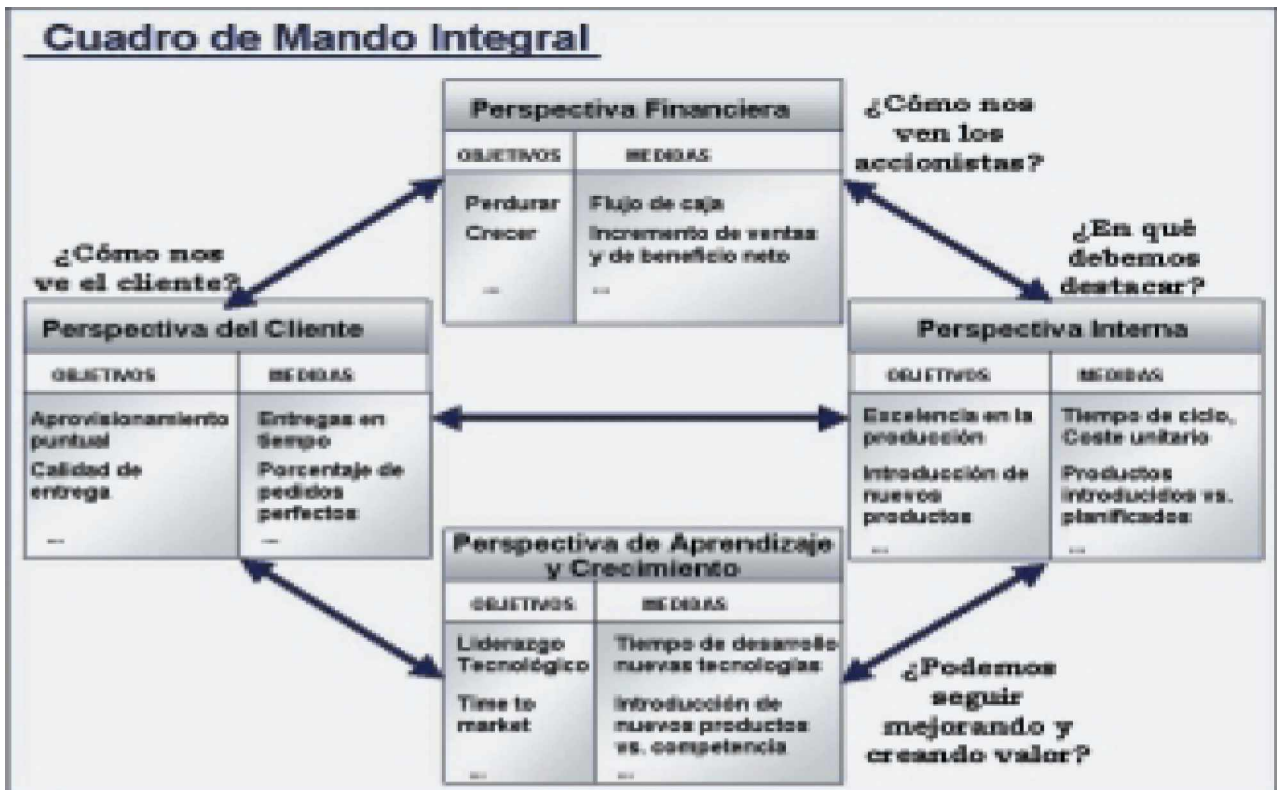 Cuadro de Mando Integral
Perspectiva Financiera
OBJETIVOS MEDIDAS
Perdurar Flujo de caja
Crecer Incremento de ventas
y de beneficio neto
... ...
¿Cómo nos
ven los
accionistas?
¿Cómo nos
ve el cliente?
Perspectiva del Cliente
OBJETIVOS MEDIDAS
Aprovisionamiento
puntual
Entregas en
tiempo
Calidad de
entrega
Porcentaje de
pedidos
perfectos
... ...
¿En qué
debemos
destacar?
Perspectiva Interna
OBJETIVOS MEDIDAS
Excelencia en la
producción
Tiempo de ciclo,
Coste unitario
Introducción de
nuevos
productos
Productos
introducidos vs.
planificados
... ...
Perspectiva de Aprendizaje
y Crecimiento
OBJETIVOS MEDIDAS
Liderazgo
Tecnológico
Tiempo de desarrollo
nuevas tecnologías
Time to
market
Introducción de
nuevos productos
vs. competencia
... ...
¿Podemos
seguir
mejorando y
creando valor?